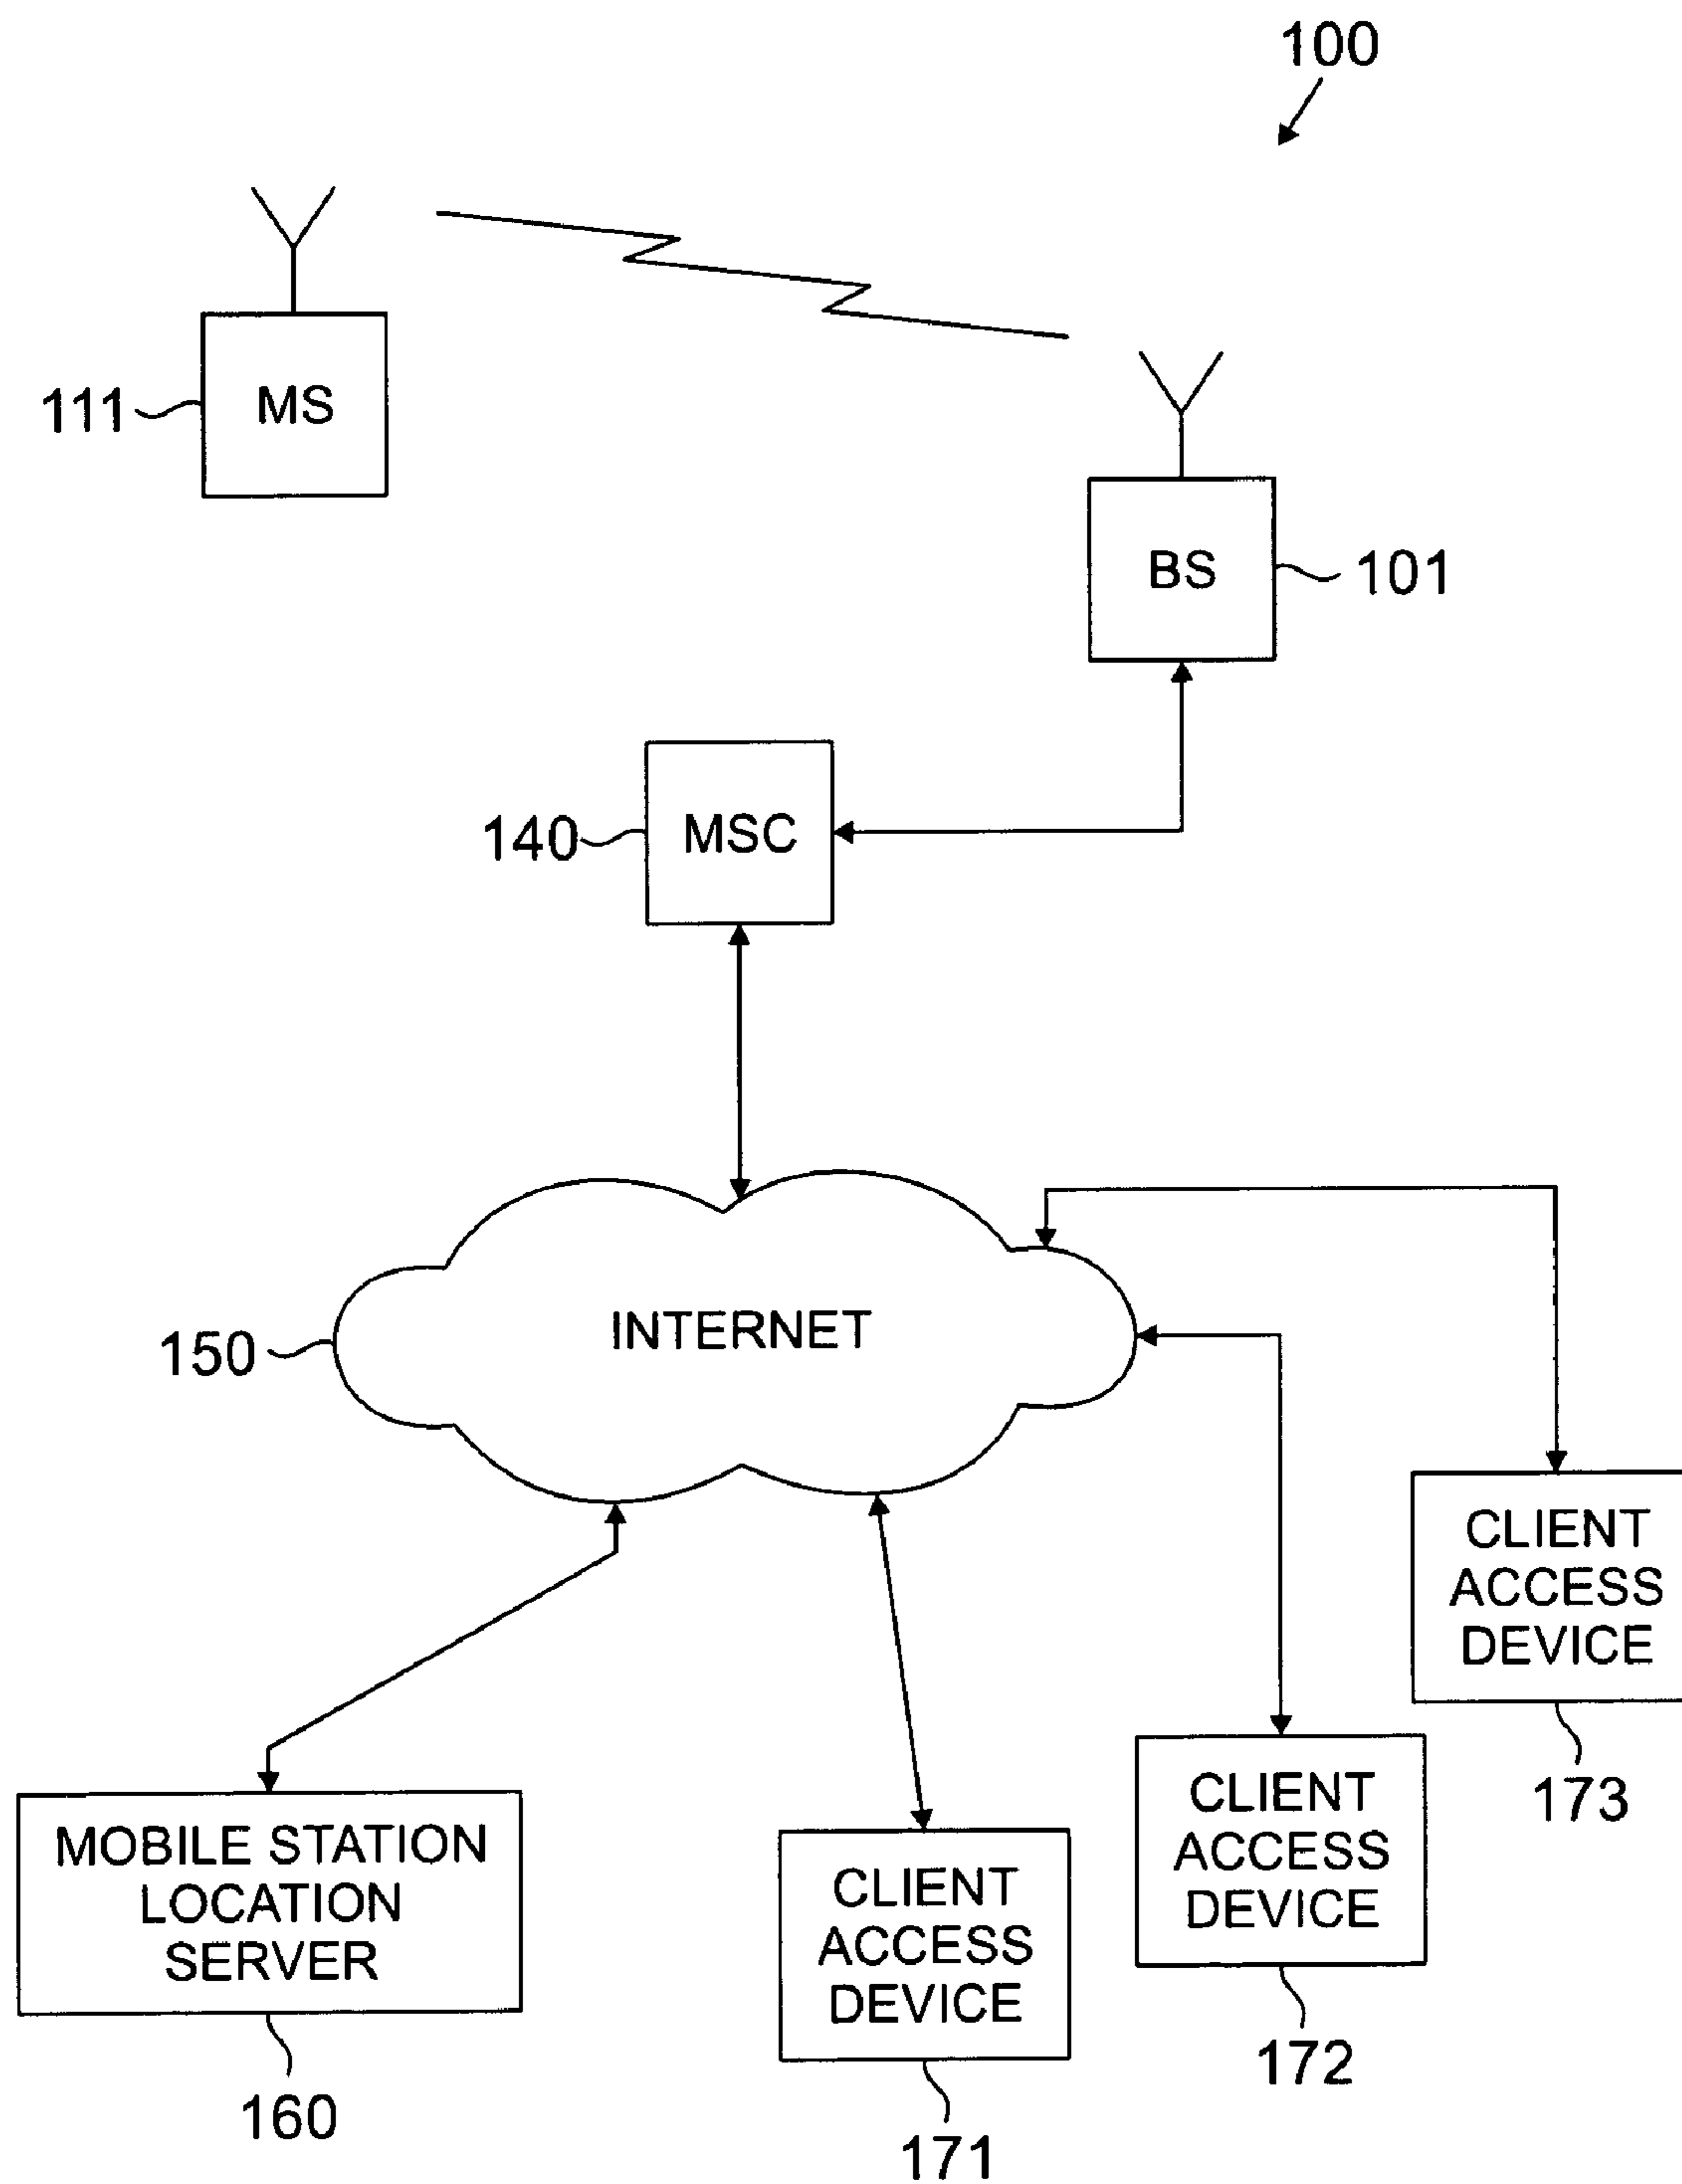 100
111
MS
BS
101
140
MSC
150
INTERNET
CLIENT
ACCESS
DEVICE
173
CLIENT
ACCESS
DEVICE
172
MOBILE STATION
LOCATION
SERVER
160
CLIENT
ACCESS
DEVICE
171